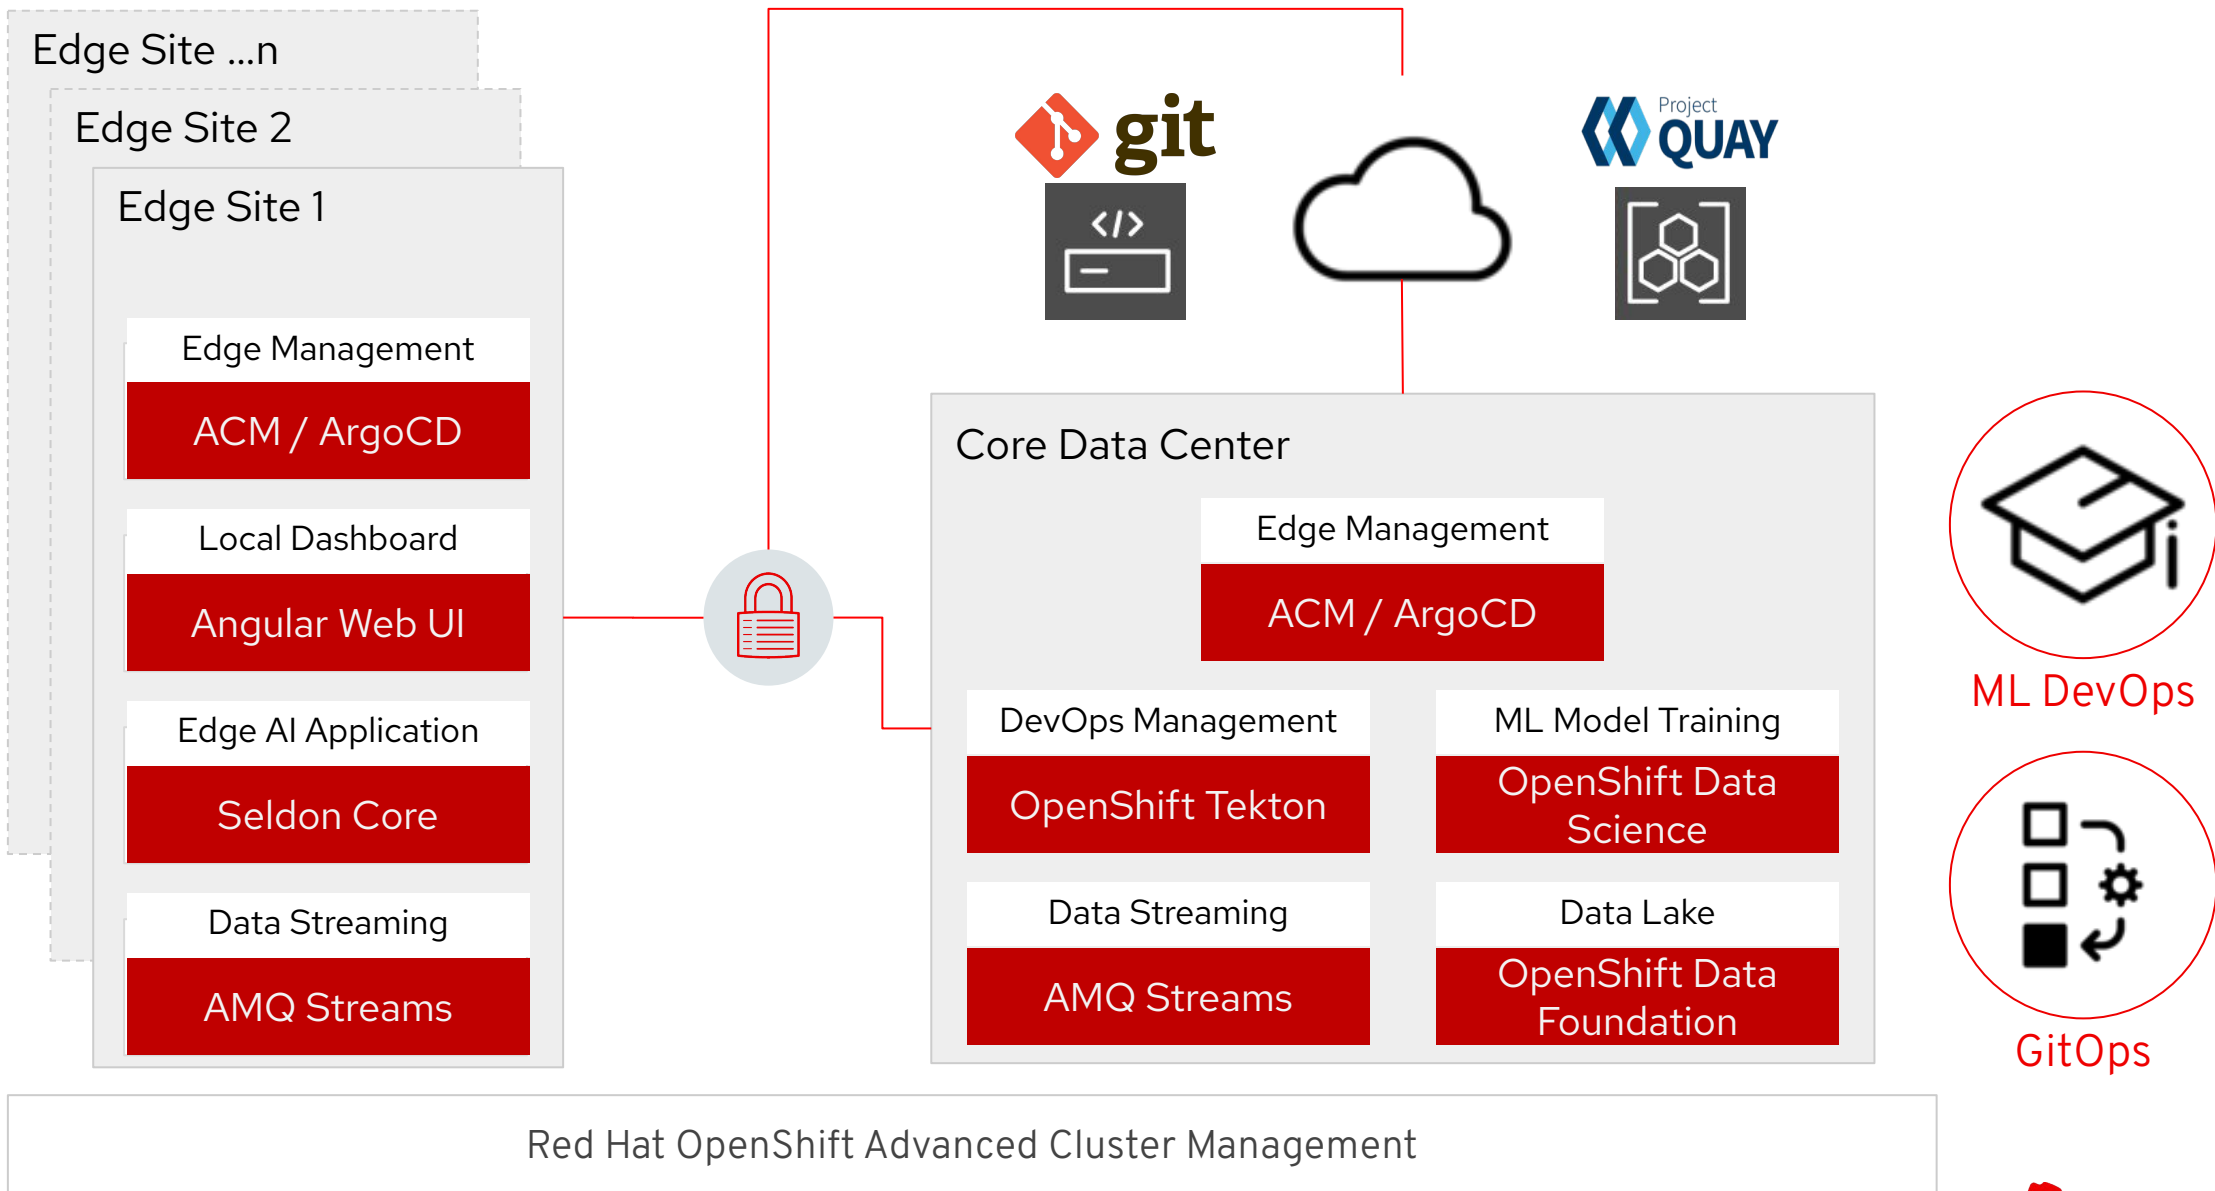 Edge Site ...n
Edge Site 2
Edge Site 1
Edge Management
ACM / ArgoCD
Local Dashboard
Angular Web UI
Edge AI Application
Seldon Core
Data Streaming
AMQ Streams
git
</>
Project
QUAY
Core Data Center
Edge Management
ACM / ArgoCD
DevOps Management
OpenShift Tekton
ML Model Training
OpenShift Data
Science
Data Streaming
AMQ Streams
Data Lake
OpenShift Data
Foundation
ML DevOps
GitOps
Red Hat OpenShift Advanced Cluster Management